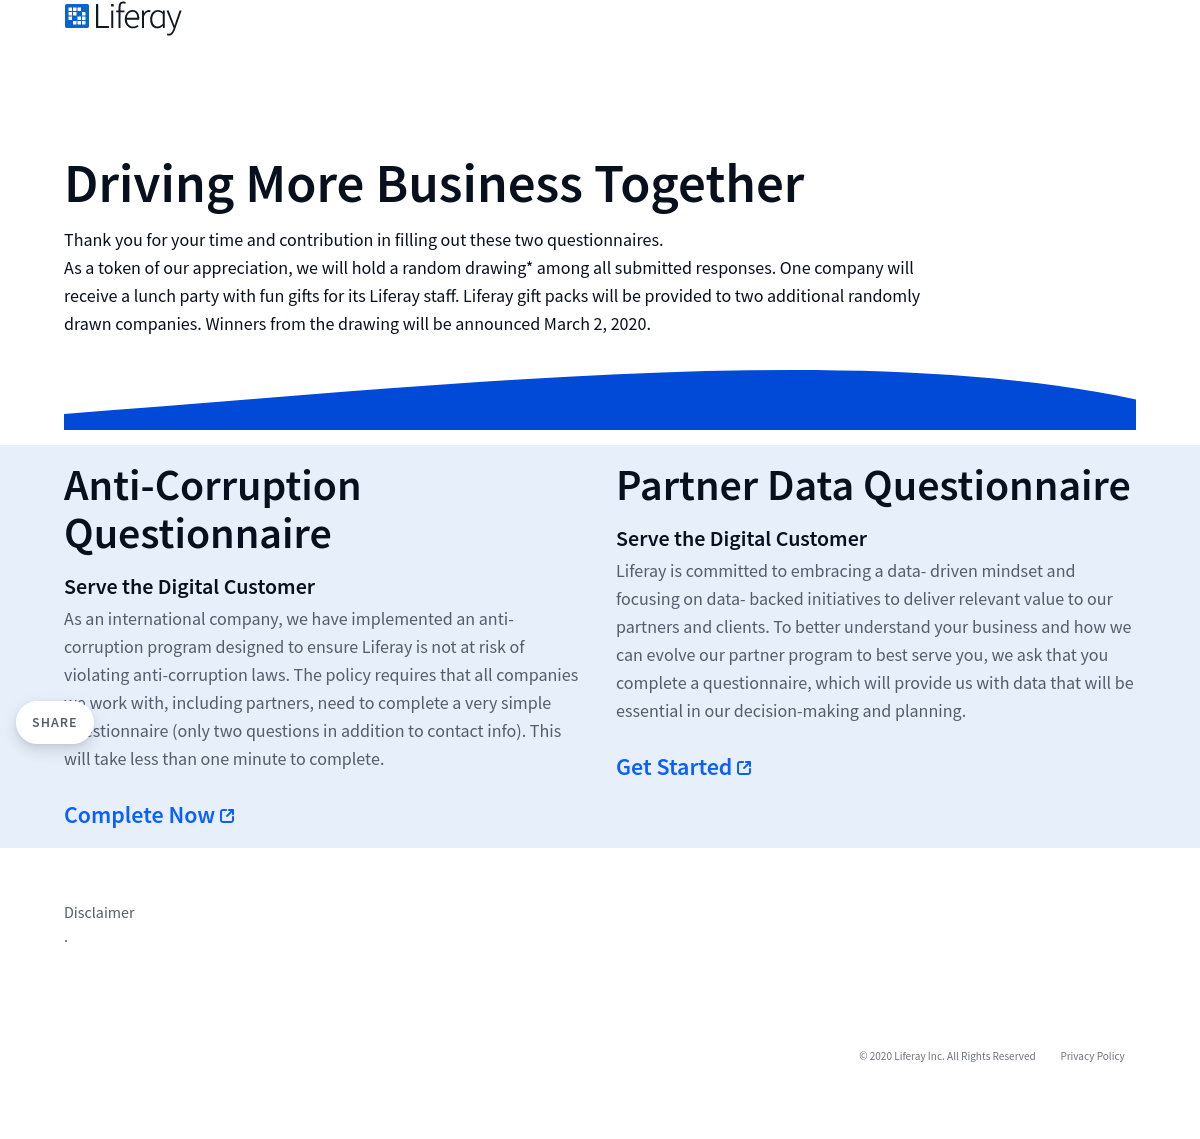 Liferay
Driving More Business Together
Thank you for your time and contribution in filling out these two questionnaires.
As a token of our appreciation, we will hold a random drawing* among all submitted responses. One company will
receive a lunch party with fun gifts for its Liferay staff. Liferay gift packs will be provided to two additional randomly
drawn companies. Winners from the drawing will be announced March 2, 2020.
Anti-Corruption
Questionnaire
Serve the Digital Customer
As an international company, we have implemented an anti-
corruption program designed to ensure Liferay is not at risk of
violating anti-corruption laws. The policy requires that all companies
work with, including partners, need to complete a very simple
(only two questions in addition to contact info). This
will take less than one minute to complete.
Complete Now
Partner Data Questionnaire
Serve the Digital Customer
Liferay is committed to embracing a data- driven mindset and
focusing on data- backed initiatives to deliver relevant value to our
partners and clients. To better understand your business and how we
can evolve our partner program to best serve you, we ask that you
complete a questionnaire, which will provide us with data that will be
essential in our decision-making and planning.
Get Started
SHARE
Disclaimer
.
© 2020 Liferay Inc. All Rights Reserved Privacy Policy